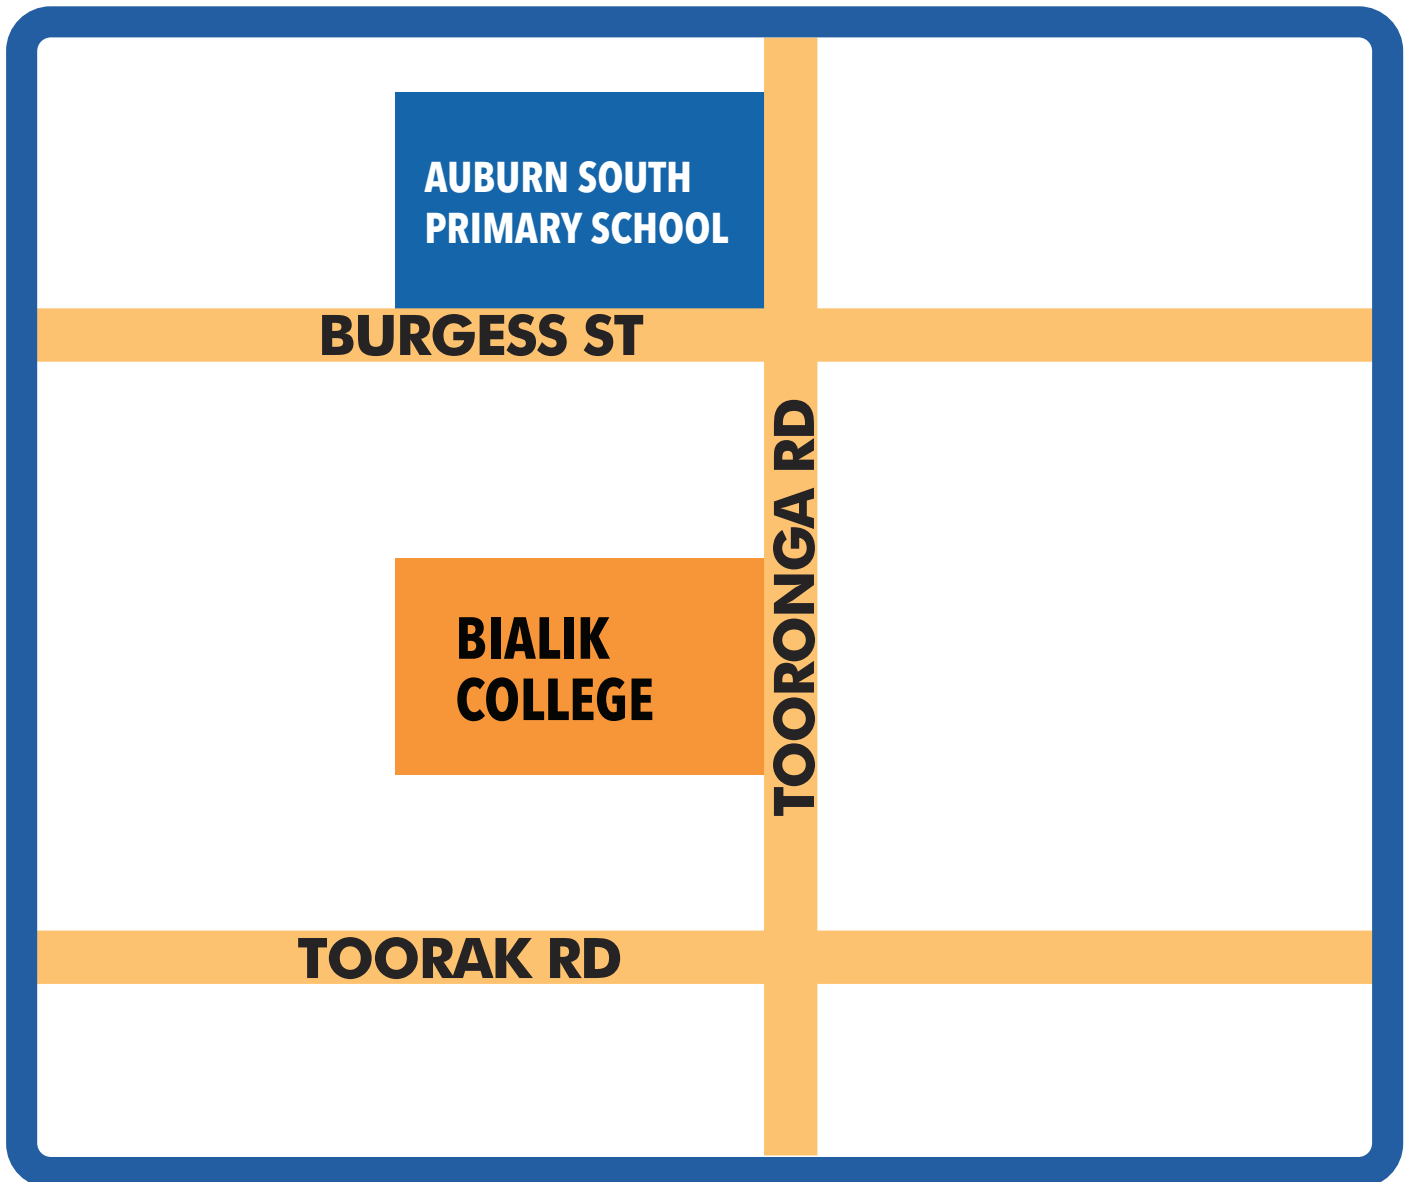 AUBURN SOUTH
PRIMARY SCHOOL
BURGESS ST
TOORONGA RD
BIALIK
COLLEGE
TOORAK RD